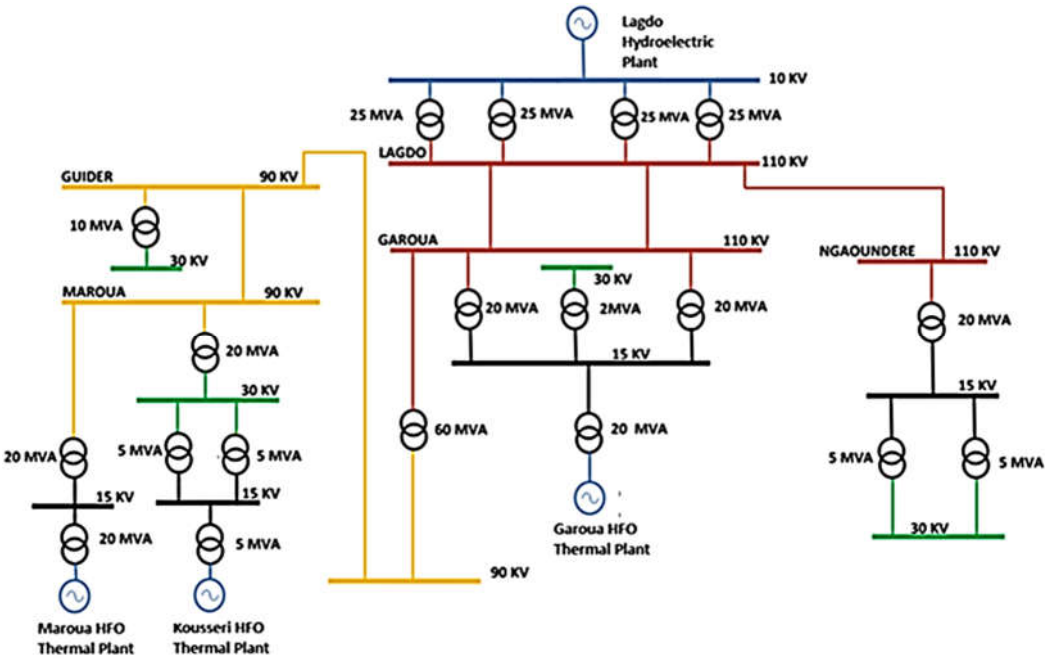 Lagdo
Hydroelectric
Plant
10 KV
25 MVA
25 MVA
25 MVA
25 MVA
LAGDO
110 KV
GUIDER
90 KV
10 MVA
30 KV
GAROUA
110 KV
NGAOUNDERE
110 KV
MAROUA
90 KV
30 KV
20 MVA
2MVA
20 MVA
20 MVA
20 MVA
15 KV
30 KV
15 KV
60 MVA
20 MVA
20 MVA
5 MVA
5 MVA
5 MVA
5 MVA
15 KV
15 KV
20 MVA
5 MVA
Garoua HFO
Thermal Plant
30 KV
90 KV
Maroua HFO
Thermal Plant
Kousseri HFO
Thermal Plant